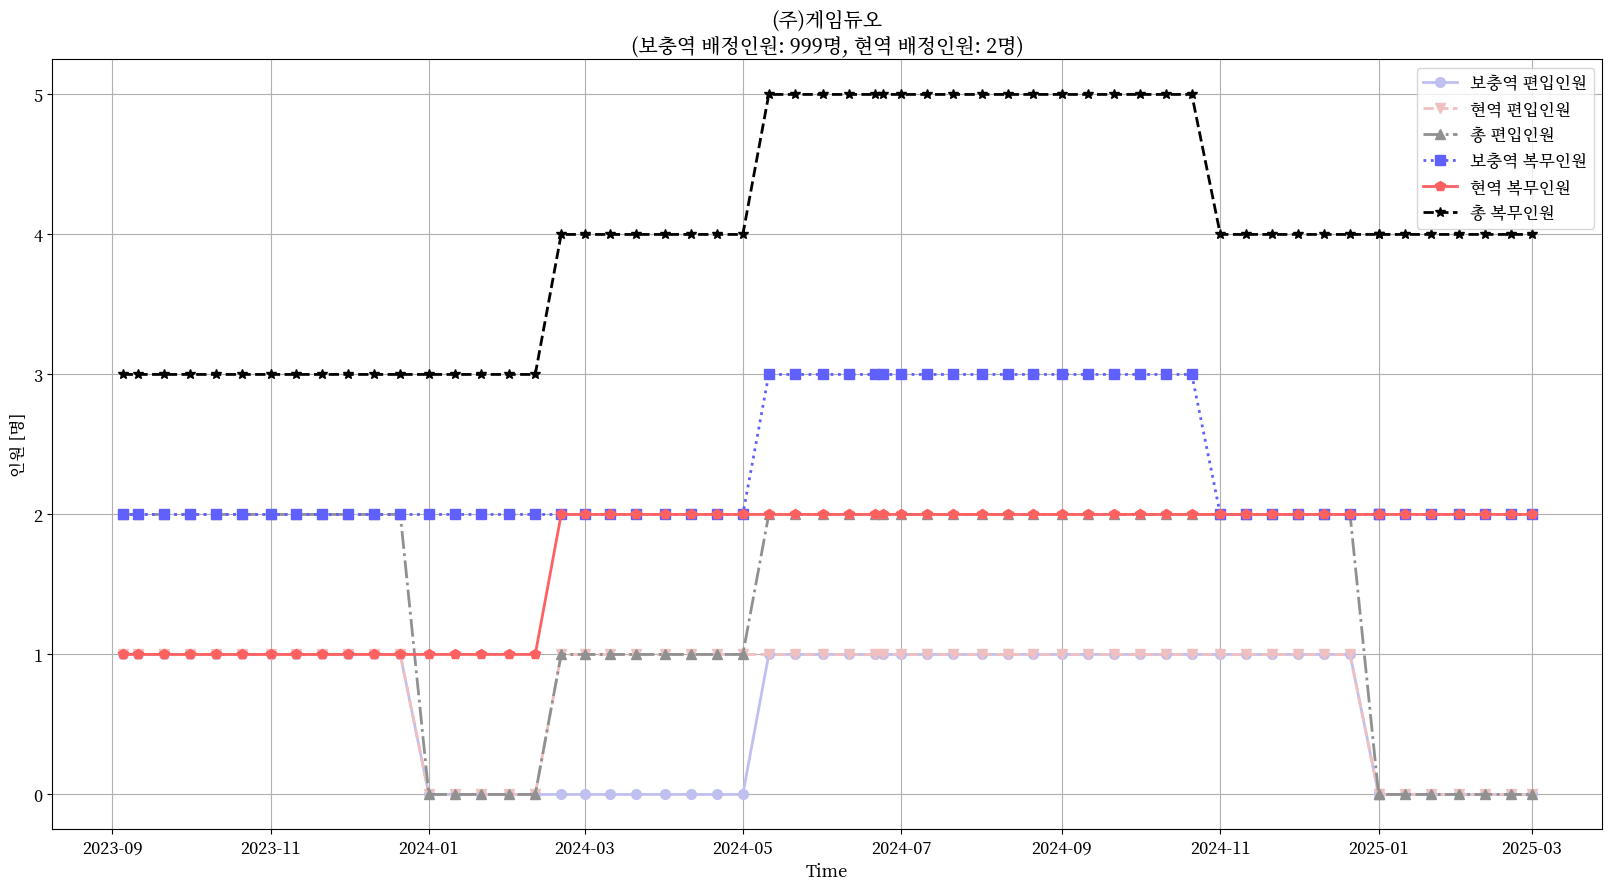 (주)게임듀오
(보충역 배정인원: 999명, 현역 배정인원: 2명)
보충역 편입인원
현역 편입인원
총 편입인원
보충역 복무인원
현역 복무인원
총 복무인원
인원 [명]
5
4
3
2
1
0
2023-09 2023-11 2024-01 2024-03 2024-05 2024-07 2024-09 2024-11 2025-01 2025-03
Time